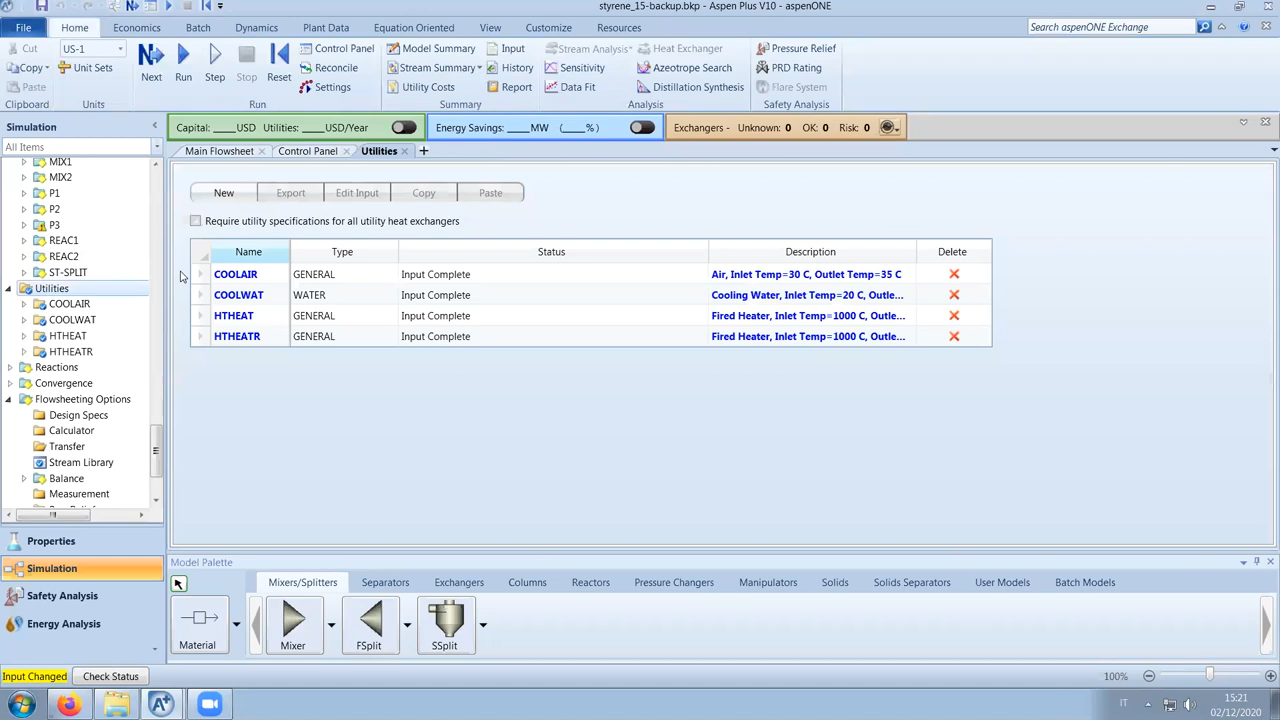 styrene_15-backup.bkp - Aspen Plus V10 - aspenONE
File Home Economics Batch Dynamics Plant Data Equation Oriented View Customize Resources Search aspenONE Exchange
Cut US-1 Control Panel Model Summary Input Stream Analysis Heat Exchanger Pressure Relief
Copy Unit Sets Next Run Step Stop Reset Reconcile Stream Summary History Sensitivity Azeotrope Search PRD Rating
Paste Settings Utility Costs Report Data Fit Distillation Synthesis Flare System
Clipboard Units Run Summary Analysis Safety Analysis
Simulation Capital: ____USD Utilities: ____USD/Year Energy Savings: ____MW (____%) Exchangers - Unknown: 0 OK: 0 Risk: 0
All Items Main Flowsheet Control Panel Utilities
MIX1
MIX2
P1
P2
P3
REAC1
REAC2
ST-SPLIT
Utilities
COOLAIR
COOLWAT
HTHEAT
HTHEATR
Reactions
Convergence
Flowsheeting Options
Design Specs
Calculator
Transfer
Stream Library
Balance
Measurement
New Export Edit Input Copy Paste
Require utility specifications for all utility heat exchangers
Name Type Status Description Delete
COOLAIR GENERAL Input Complete Air, Inlet Temp=30 C, Outlet Temp=35 C
COOLWAT WATER Input Complete Cooling Water, Inlet Temp=20 C, Outle...
HTHEAT GENERAL Input Complete Fired Heater, Inlet Temp=1000 C, Outle...
HTHEATR GENERAL Input Complete Fired Heater, Inlet Temp=1000 C, Outle...
Properties
Simulation
Safety Analysis
Energy Analysis
Model Palette
Mixers/Splitters Separators Exchangers Columns Reactors Pressure Changers Manipulators Solids Solids Separators User Models Batch Models
Material Mixer FSplit SSplit
Input Changed Check Status 100%
IT 15:21
02/12/2020